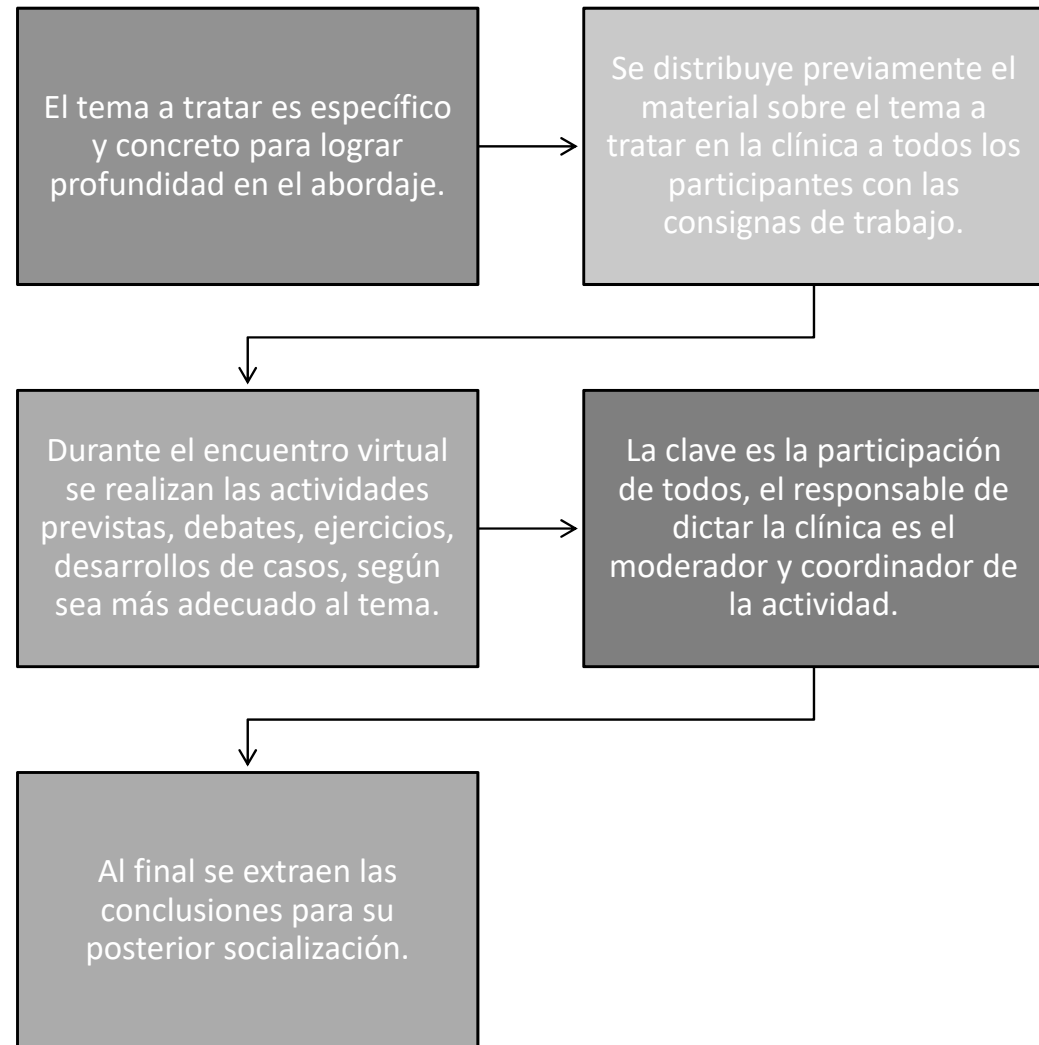 El tema a tratar es específico
y concreto para lograr
profundidad en el abordaje.
Se distribuye previamente el
material sobre el tema a
tratar en la clínica a todos los
participantes con las
consignas de trabajo.
Durante el encuentro virtual
se realizan las actividades
previstas, debates, ejercicios,
desarrollos de casos, según
sea más adecuado al tema.
La clave es la participación
de todos, el responsable de
dictar la clínica es el
moderador y coordinador de
la actividad.
Al final se extraen las
conclusiones para su
posterior socialización.